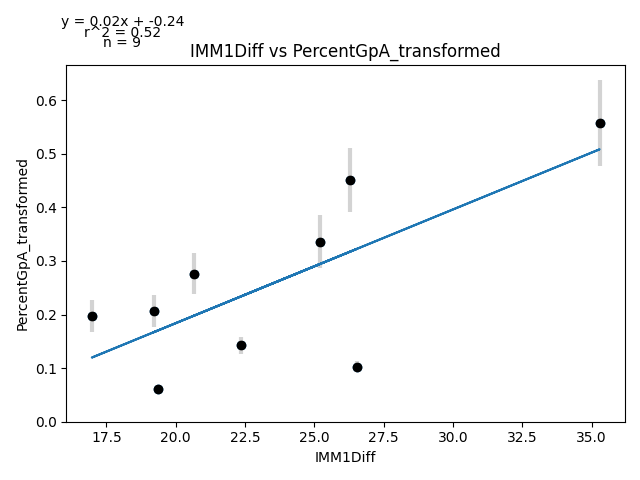 y = 0.02x + -0.24
r^2 = 0.52
n = 9
IMM1Diff vs PercentGpA_transformed
PercentGpA_transformed
0.6
0.5
0.4
0.3
0.2
0.1
0.0
17.5 20.0 22.5 25.0 27.5 30.0 32.5 35.0
IMM1Diff